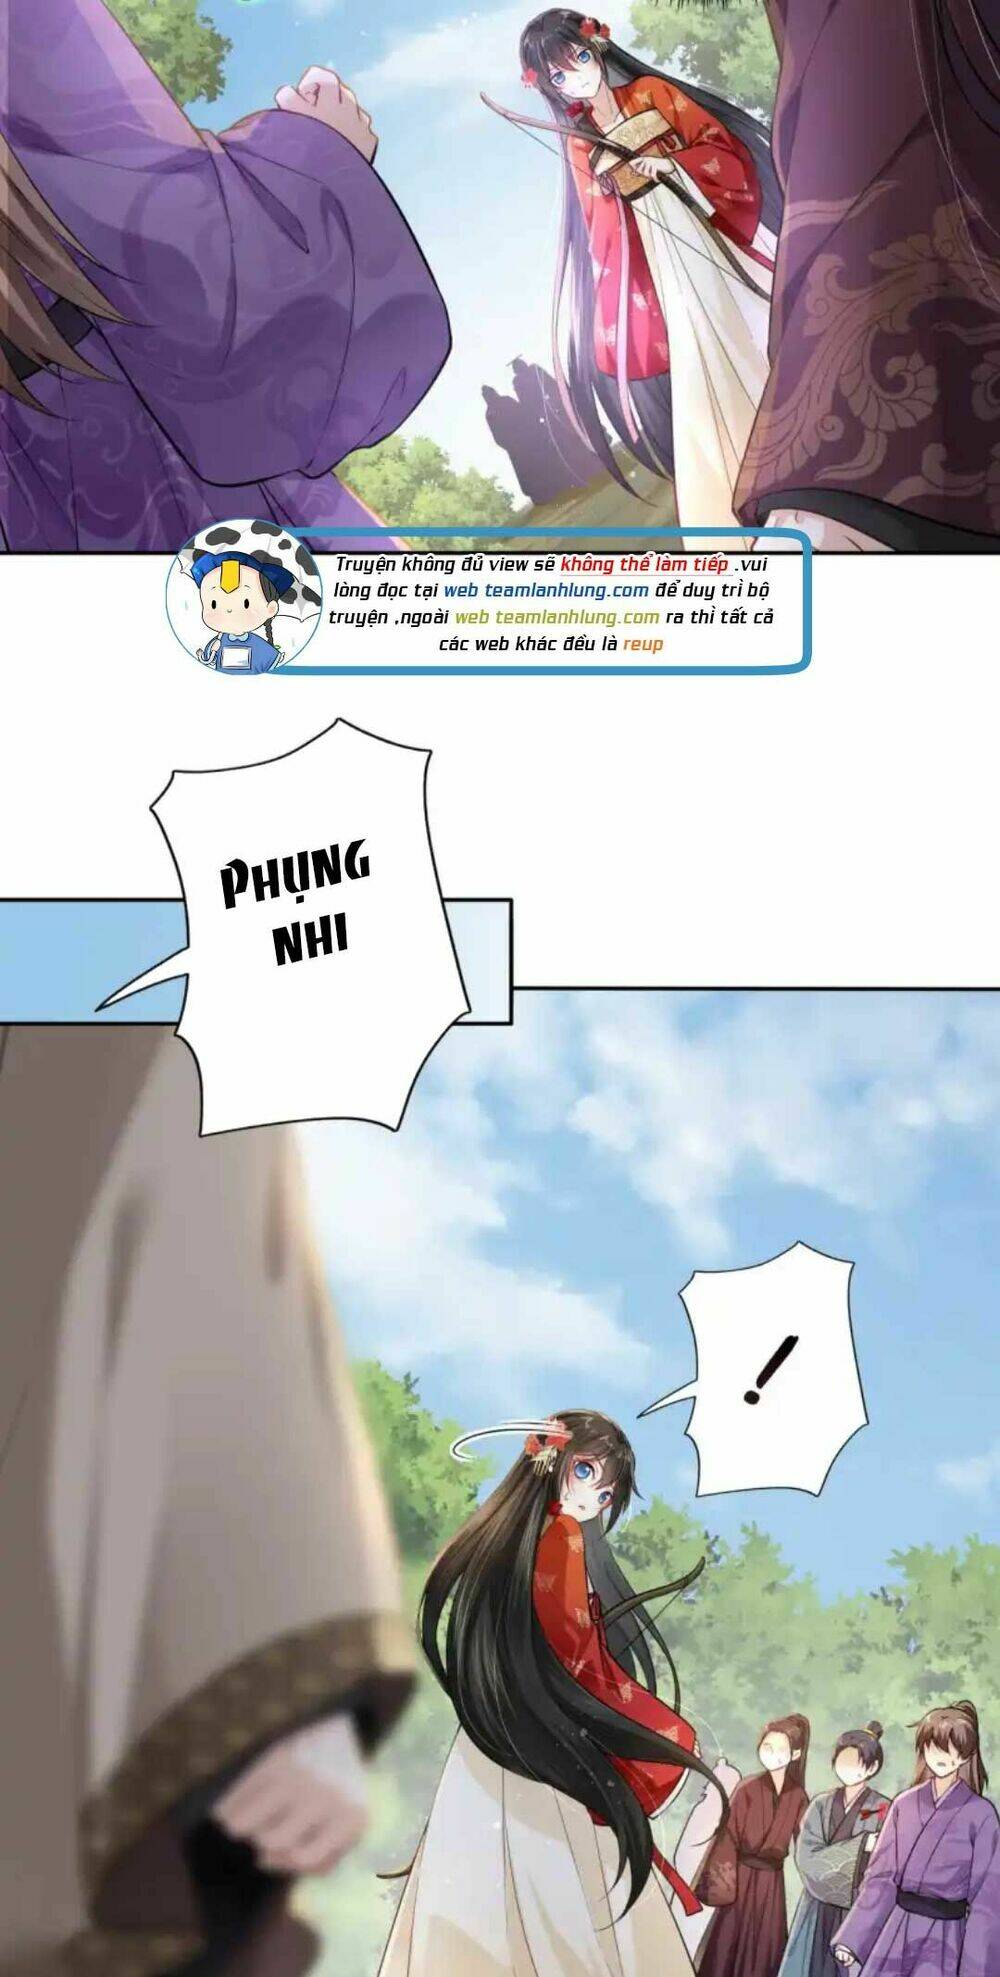 Truyện không đủ view sẽ không thể làm tiếp .vui
lòng đọc tại web teamlanhlung.com để duy trì bộ
truyện ,ngoài web teamlanhlung.com ra thì tất cả
các web khác đều là reup
PHỤNG
NHI
!